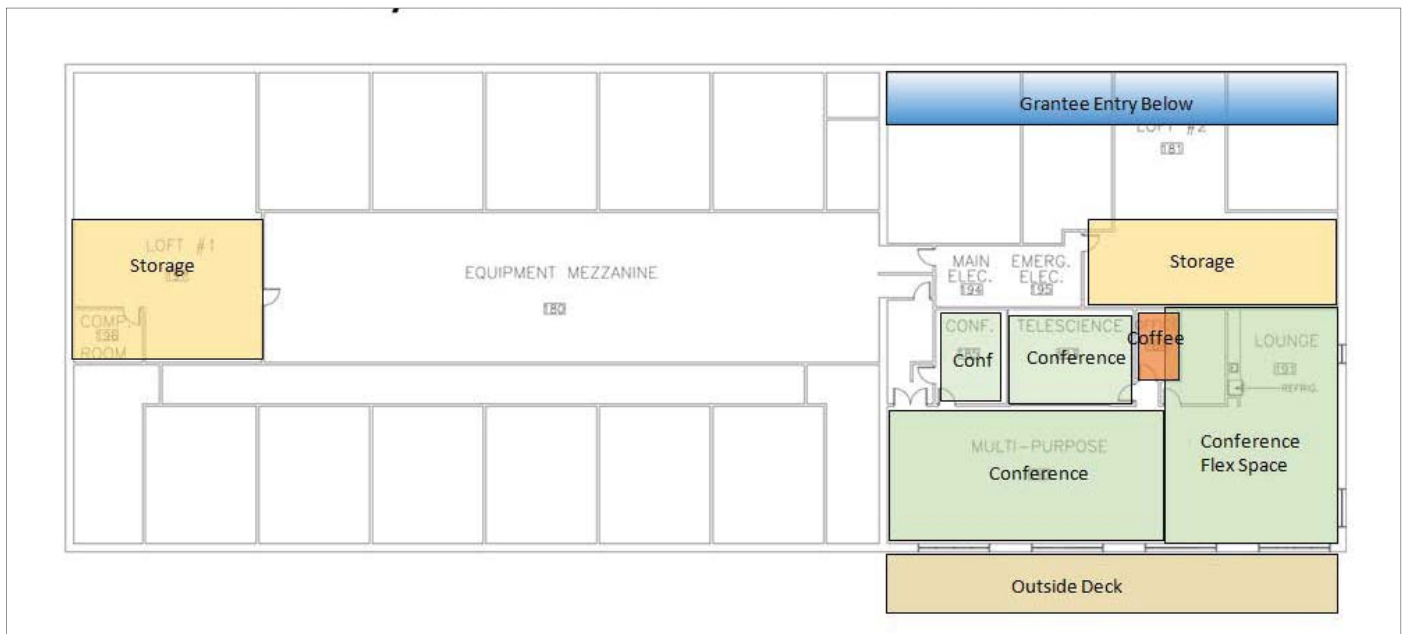 Grantee Entry Below
LOFT #2
181
LOFT #1
Storage
COMP.
138
ROOM
EQUIPMENT MEZZANINE
180
MAIN
ELEC.
194
EMERG.
ELEC.
195
Storage
CONF.
Conf
TELESCIENCE
Conference
Coffee
LOUNGE
191
REFRIG.
MULTI-PURPOSE
Conference
Conference
Flex Space
Outside Deck